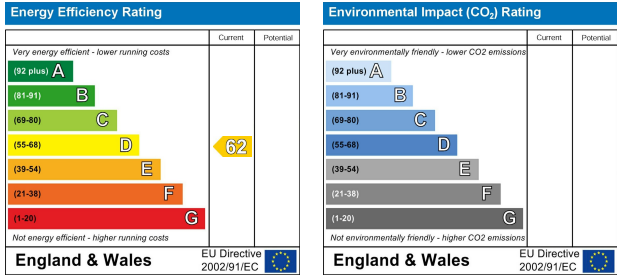 Energy Efficiency Rating
Current Potential
Very energy efficient - lower running costs
(92 plus) A
(81-91) B
(69-80) C
(55-68) D 62
(39-54) E
(21-38) F
(1-20) G
Not energy efficient - higher running costs
England & Wales
EU Directive
2002/91/EC
Environmental Impact (CO2) Rating
Current Potential
Very environmentally friendly - lower CO2 emissions
(92 plus) A
(81-91) B
(69-80) C
(55-68) D
(39-54) E
(21-38) F
(1-20) G
Not environmentally friendly - higher CO2 emissions
England & Wales
EU Directive
2002/91/EC